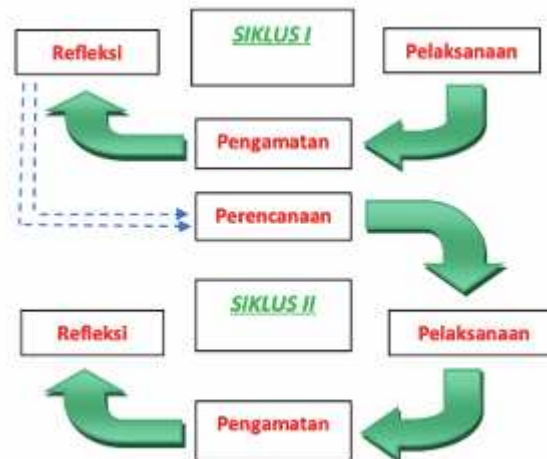 SIKLUS I
Refleksi
Pelaksanaan
Pengamatan
Perencanaan
SIKLUS II
Refleksi
Pelaksanaan
Pengamatan